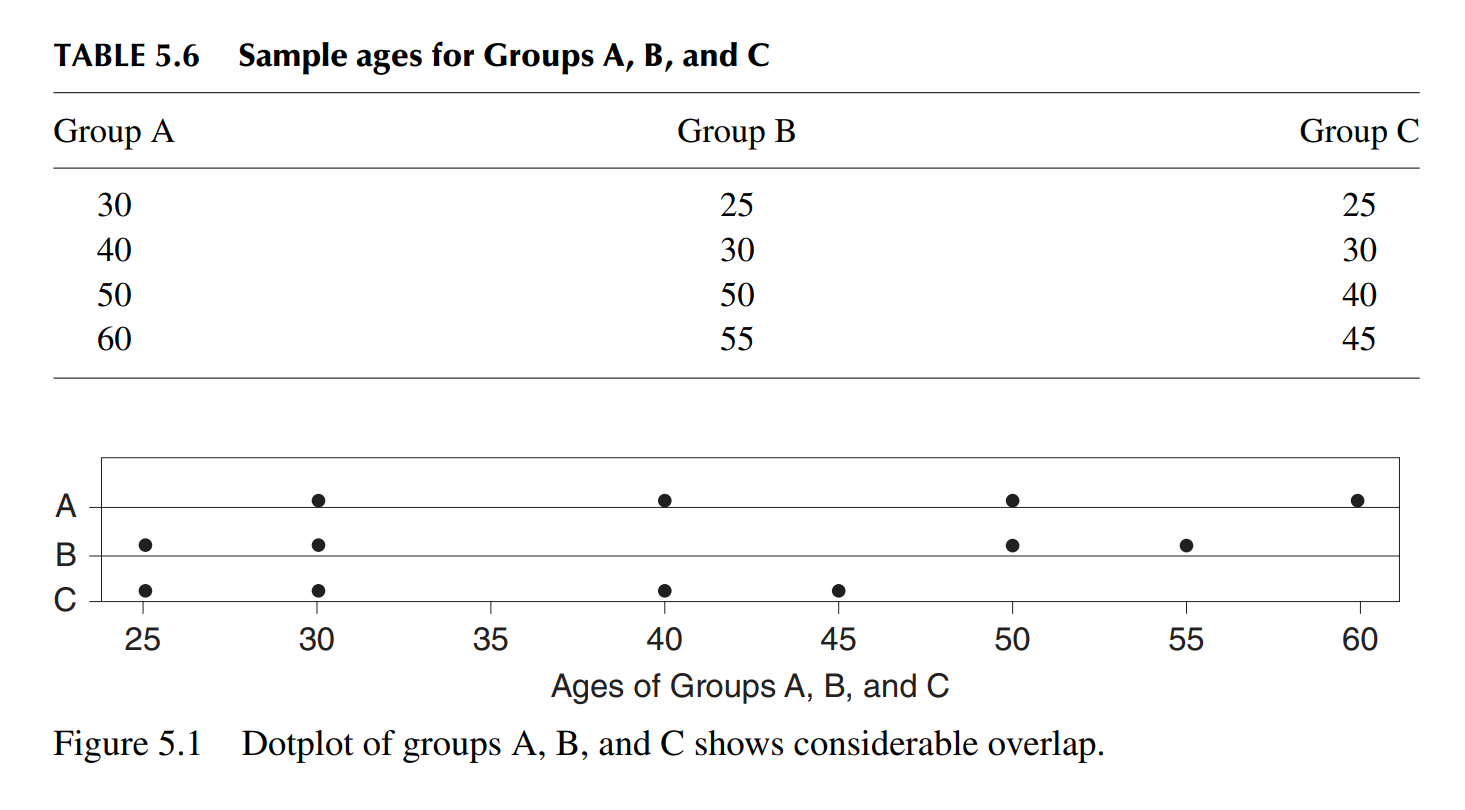 TABLE 5.6 Sample ages for Groups A, B, and C
Group A Group B Group C
30 25 25
40 30 30
50 50 40
60 55 45
A
B
C
25 30 35 40 45 50 55 60
Ages of Groups A, B, and C
Figure 5.1 Dotplot of groups A, B, and C shows considerable overlap.